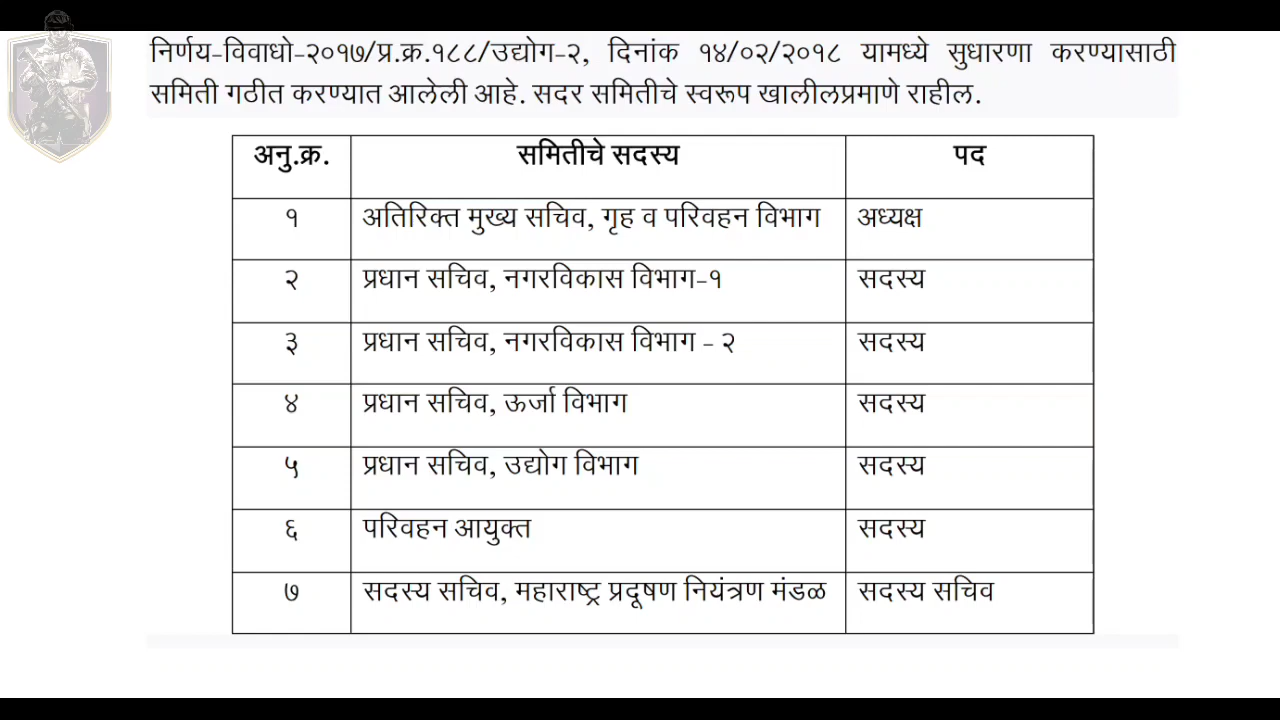 निर्णय-विवाधो-२०१७/प्र.क्र.१८८/उद्योग-२, दिनांक १४/०२/२०१८ यामध्ये सुधारणा करण्यासाठी
समिती गठीत करण्यात आलेली आहे. सदर समितीचे स्वरूप खालीलप्रमाणे राहील.
अनु.क्र. समितीचे सदस्य पद
१ अतिरिक्त मुख्य सचिव, गृह व परिवहन विभाग अध्यक्ष
२ प्रधान सचिव, नगरविकास विभाग-१ सदस्य
३ प्रधान सचिव, नगरविकास विभाग - २ सदस्य
४ प्रधान सचिव, ऊर्जा विभाग सदस्य
५ प्रधान सचिव, उद्योग विभाग सदस्य
६ परिवहन आयुक्त सदस्य
७ सदस्य सचिव, महाराष्ट्र प्रदूषण नियंत्रण मंडळ सदस्य सचिव